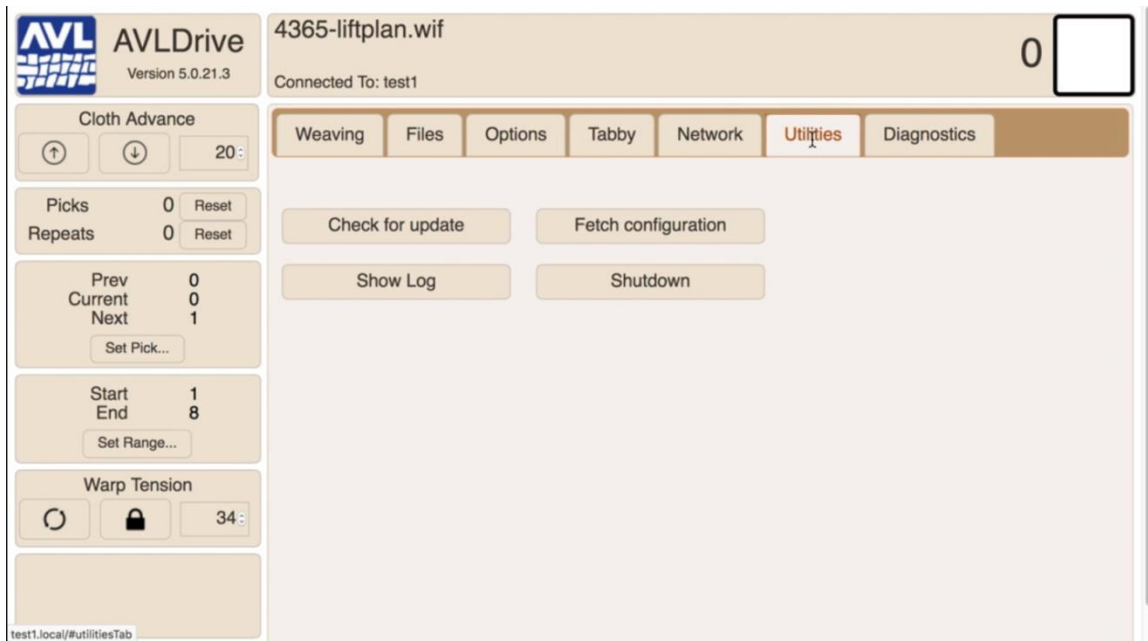 AVL
AVLDrive
Version 5.0.21.3
4365-liftplan.wif
Connected To: test1
0
Cloth Advance
20
Picks 0 Reset
Repeats 0 Reset
Prev 0
Current 0
Next 1
Set Pick...
Start 1
End 8
Set Range...
Warp Tension
34
Weaving Files Options Tabby Network Utilities Diagnostics
Check for update Fetch configuration
Show Log Shutdown
test1.local/#utilitiesTab